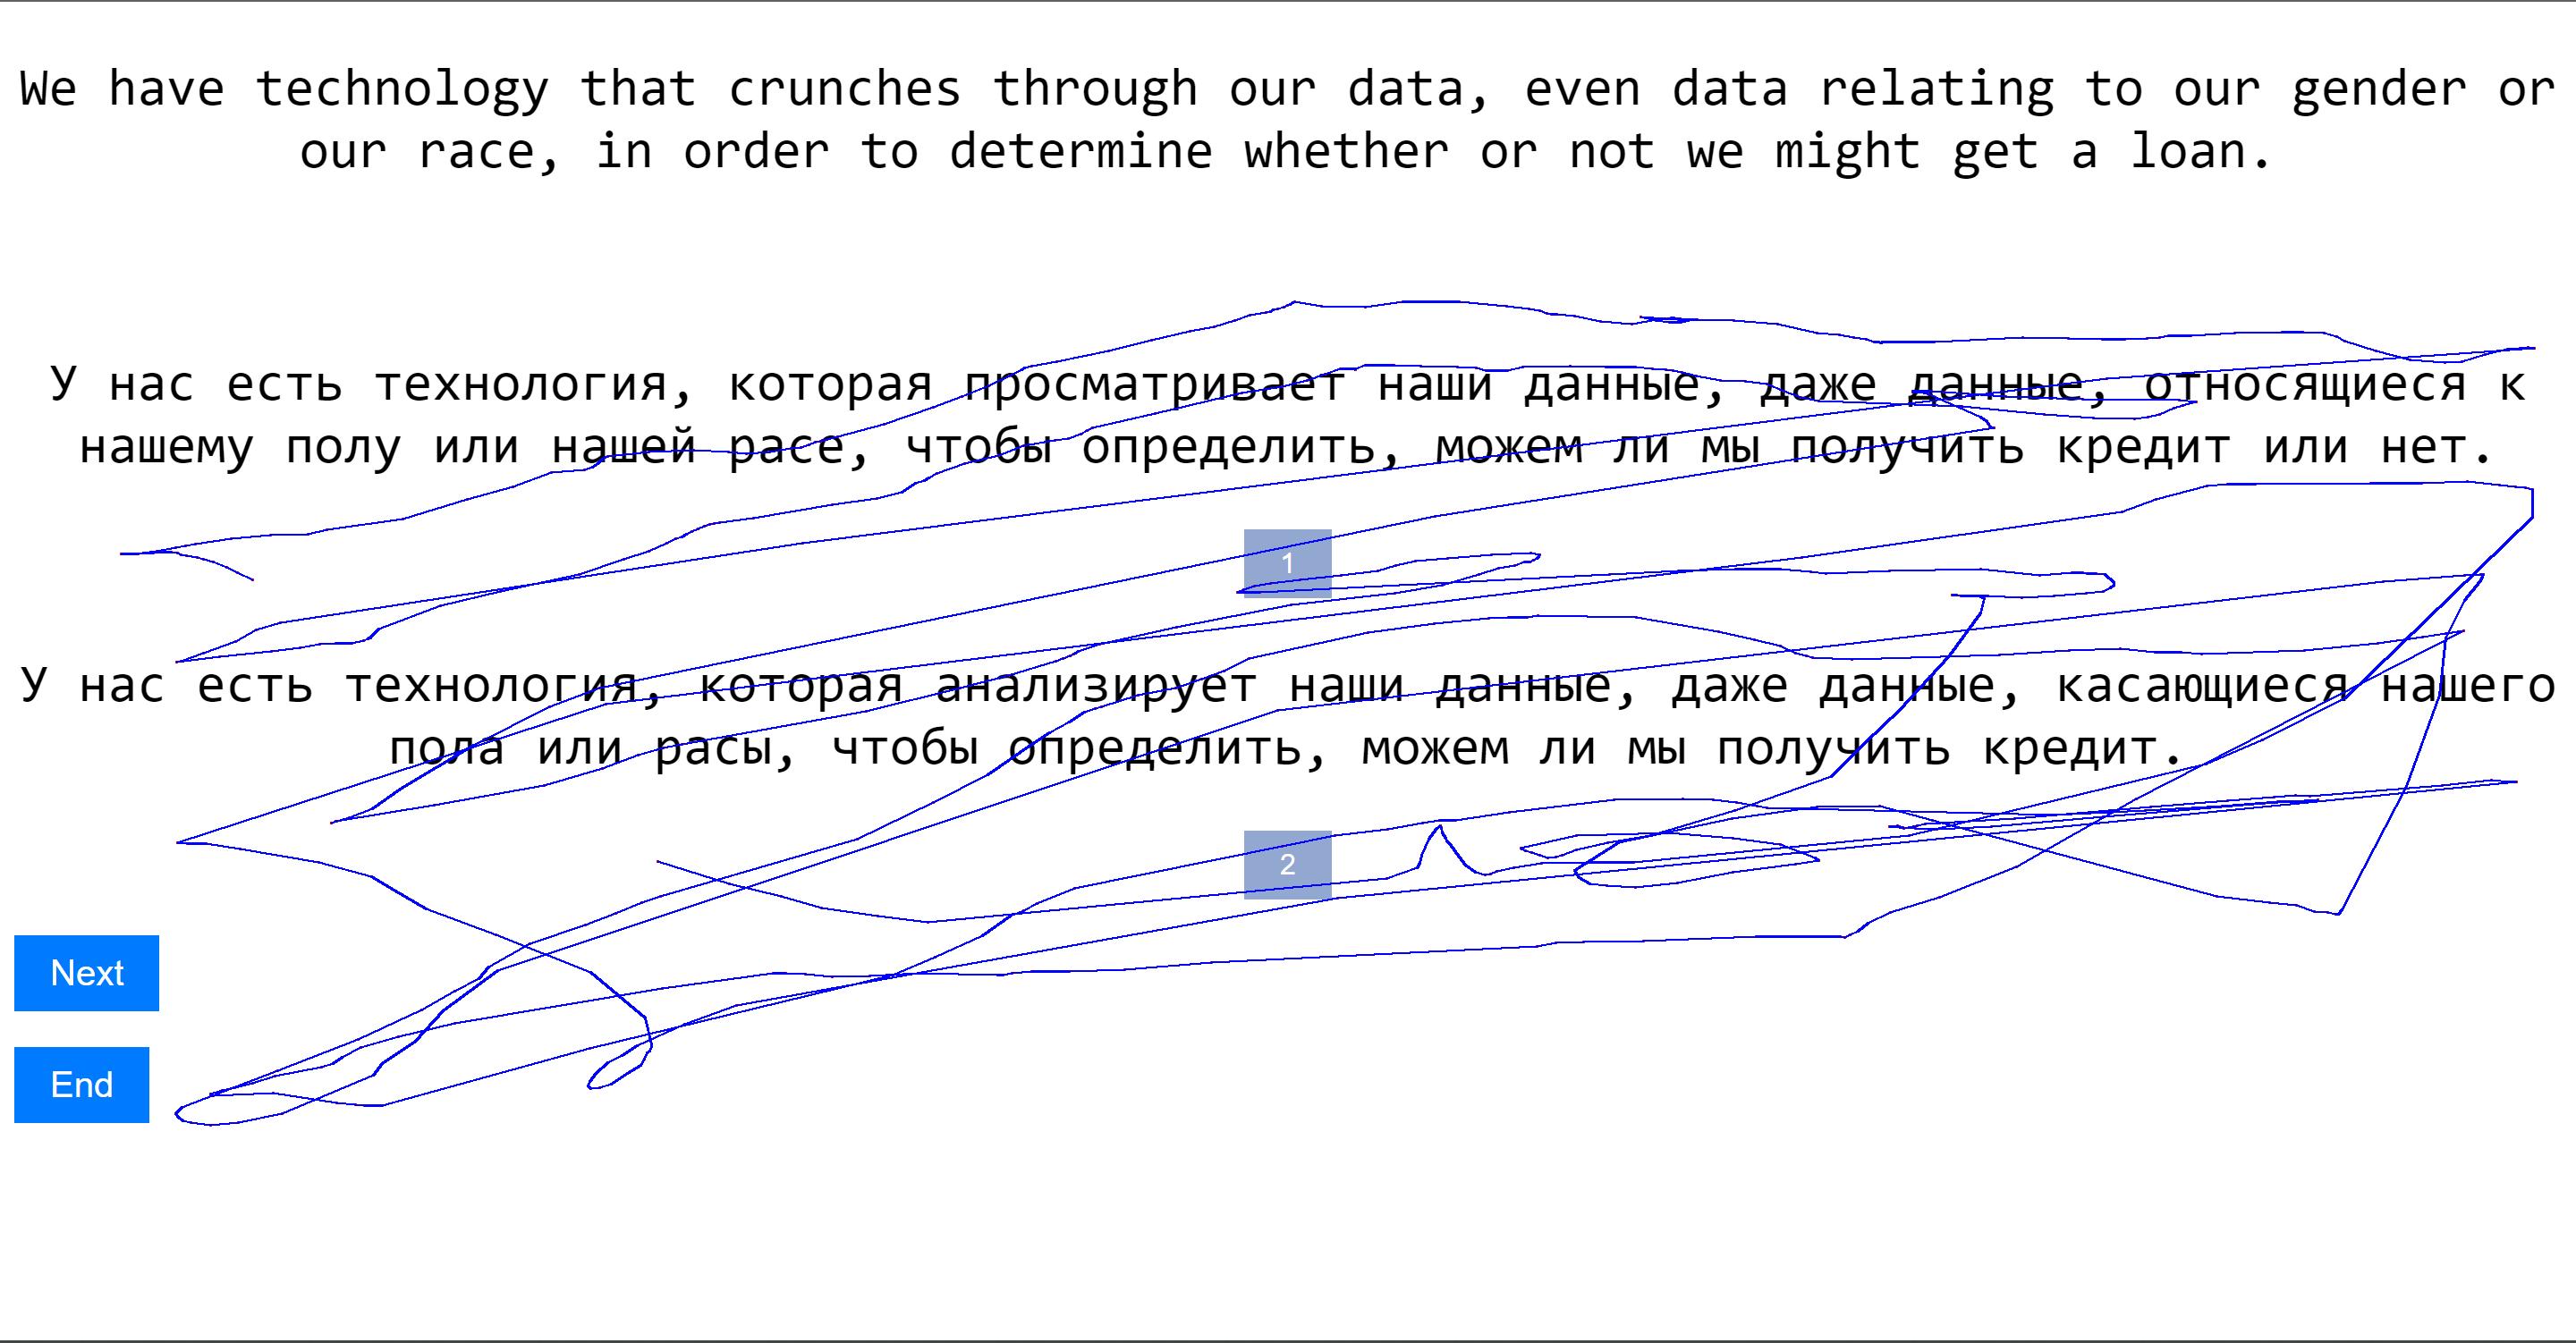 We have technology that crunches through our data, even data relating to our gender or
our race, in order to determine whether or not we might get a loan.
У нас есть технология, которая просматривает наши данные, даже данные, относящиеся к
нашему полу или нашей расе, чтобы определить, можем ли мы получить кредит или нет.
1
У нас есть технология, которая анализирует наши данные, даже данные, касающиеся нашего
пола или расы, чтобы определить, можем ли мы получить кредит.
2
Next
End